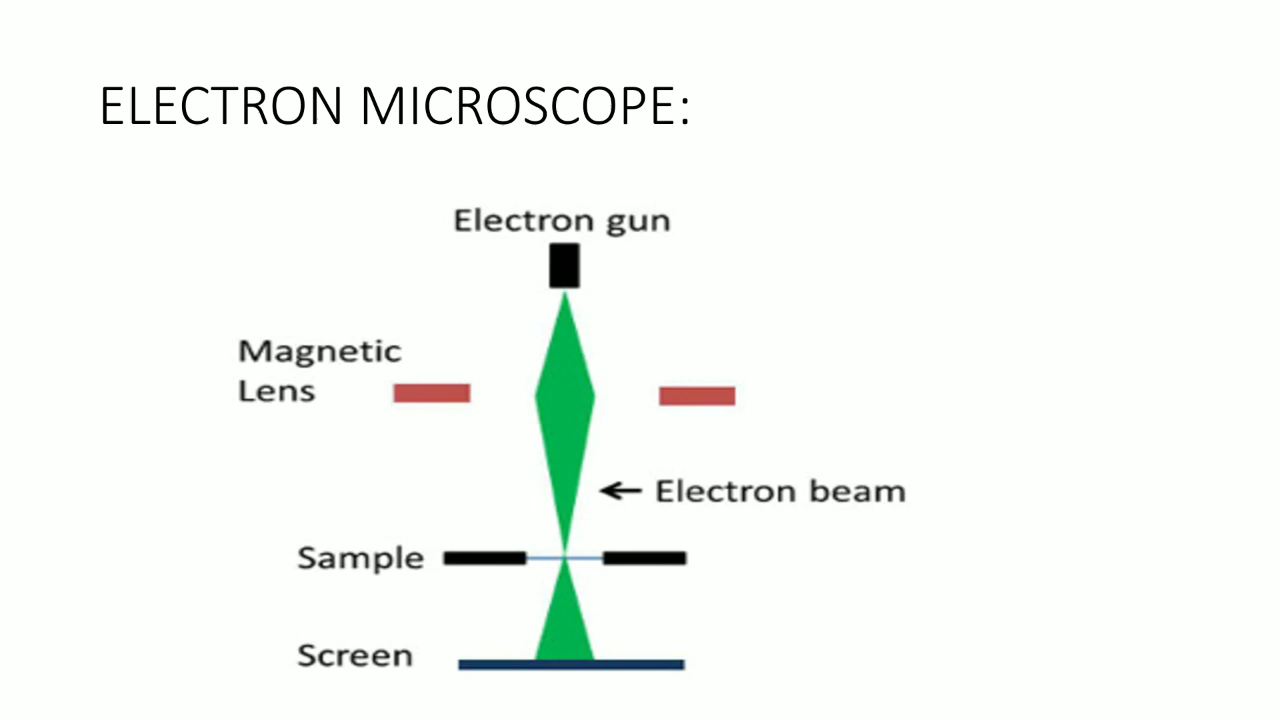 ELECTRON MICROSCOPE:
Electron gun
Magnetic
Lens
Electron beam
Sample
Screen